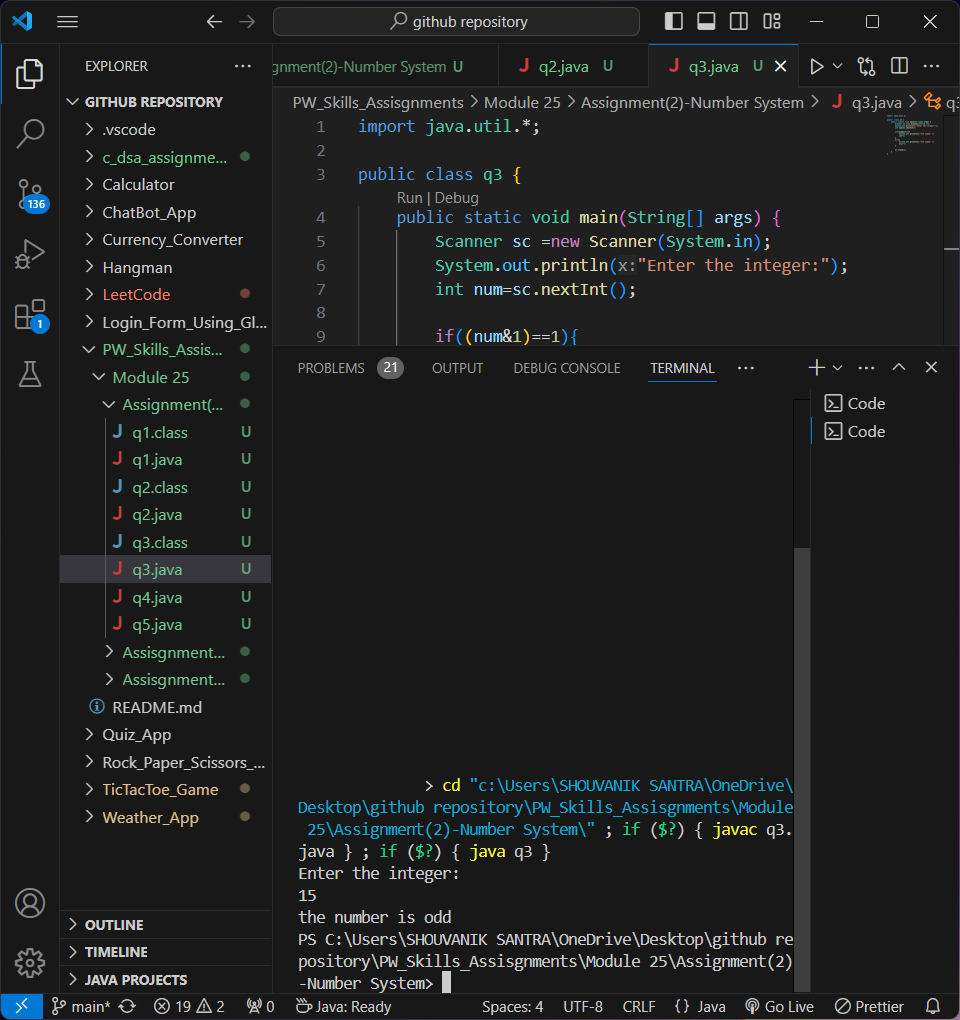 github repository
EXPLORER
gnment(2)-Number System U
q2.java U
q3.java U
GITHUB REPOSITORY
.vscode
c_dsa_assignme...
Calculator
136
ChatBot_App
Currency_Converter
Hangman
LeetCode
1
Login_Form_Using_Gl...
PW_Skills_Assis...
Module 25
Assignment(...
q1.class U
q1.java U
q2.class U
q2.java U
q3.class U
q3.java U
q4.java U
q5.java U
Assisgnment...
Assisgnment...
README.md
Quiz_App
Rock_Paper_Scissors_...
TicTacToe_Game
Weather_App
OUTLINE
TIMELINE
JAVA PROJECTS
PW_Skills_Assisgnments > Module 25 > Assignment(2)-Number System > q3.java > q3
1 import java.util.*;
2
3 public class q3 {
Run | Debug
4 public static void main(String[] args) {
5 Scanner sc =new Scanner(System.in);
6 System.out.println(x:"Enter the integer:");
7 int num=sc.nextInt();
8
9 if((num&1)==1){
PROBLEMS 21 OUTPUT DEBUG CONSOLE TERMINAL
Code
Code
> cd "c:\Users\SHOUVANIK SANTRA\OneDrive\
Desktop\github repository\PW_Skills_Assisgnments\Module
25\Assignment(2)-Number System\" ; if ($?) { javac q3.
java } ; if ($?) { java q3 }
Enter the integer:
15
the number is odd
PS C:\Users\SHOUVANIK SANTRA\OneDrive\Desktop\github re
pository\PW_Skills_Assisgnments\Module 25\Assignment(2)
-Number System>
main* 19 2 0 Java: Ready Spaces: 4 UTF-8 CRLF {} Java Go Live Prettier